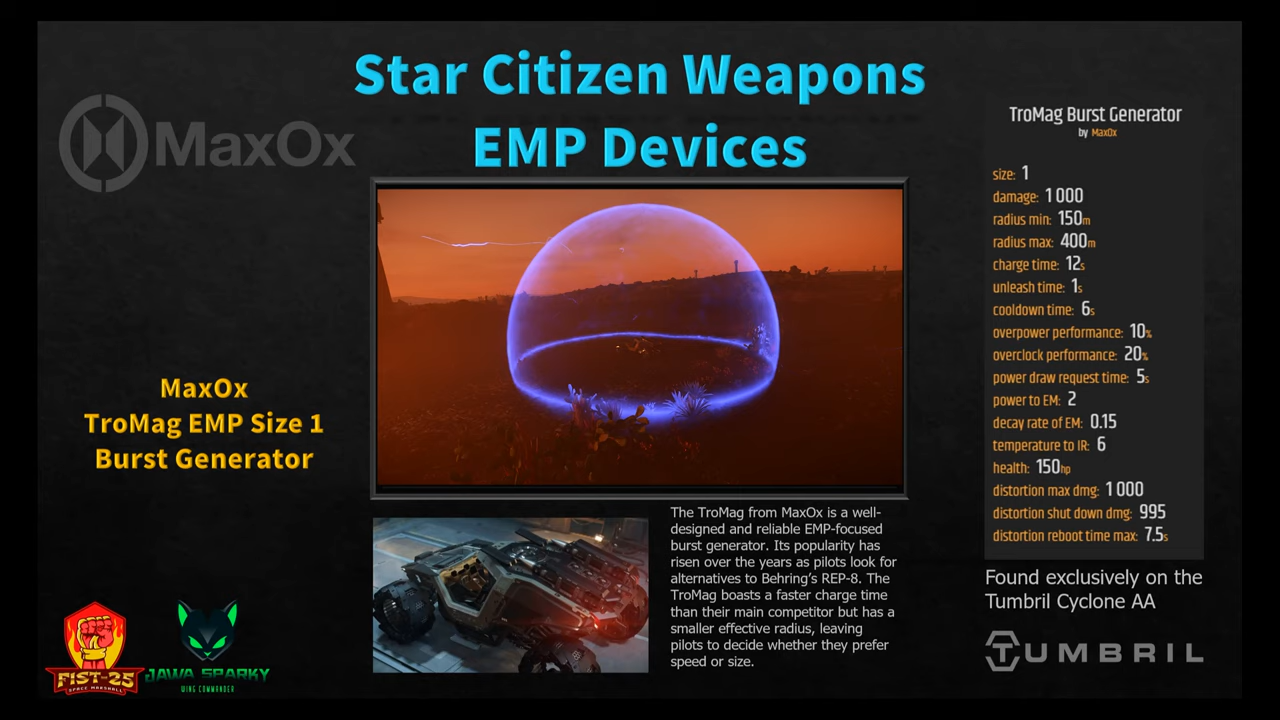 Star Citizen Weapons
EMP Devices
MaxOx
MaxOx
TroMag EMP Size 1
Burst Generator
The TroMag from MaxOx is a well-
designed and reliable EMP-focused
burst generator. Its popularity has
risen over the years as pilots look for
alternatives to Behring's REP-8. The
TroMag boasts a faster charge time
than their main competitor but has a
smaller effective radius, leaving
pilots to decide whether they prefer
speed or size.
TroMag Burst Generator
by MaxOx
size: 1
damage: 1 000
radius min: 150m
radius max: 400m
charge time: 12s
unleash time: 1s
cooldown time: 6s
overpower performance: 10%
overclock performance: 20%
power draw request time: 5s
power to EM: 2
decay rate of EM: 0.15
temperature to IR: 6
health: 150hp
distortion max dmg: 1 000
distortion shut down dmg: 995
distortion reboot time max: 7.5s
Found exclusively on the
Tumbril Cyclone AA
TUMBRIL
FIST-25
SPACE MARSHALL
JAWA SPARKY
WING COMMANDER